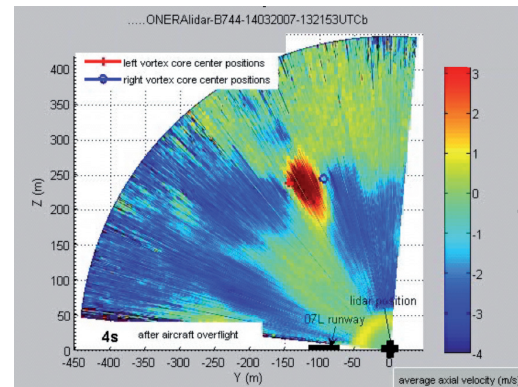 .....ONERAlidar-B744-14032007-132153UTCb
left vortex core center positions
right vortex core center positions
400
350
300
250
200
150
100
50
0
Z (m)
3
2
1
0
-1
-2
-3
-4
lidar position
07L runway
4s after aircraft overflight
-450 -400 -350 -300 -250 -200 -150 -100 -50 0
Y (m)
average axial velocity (m/s)